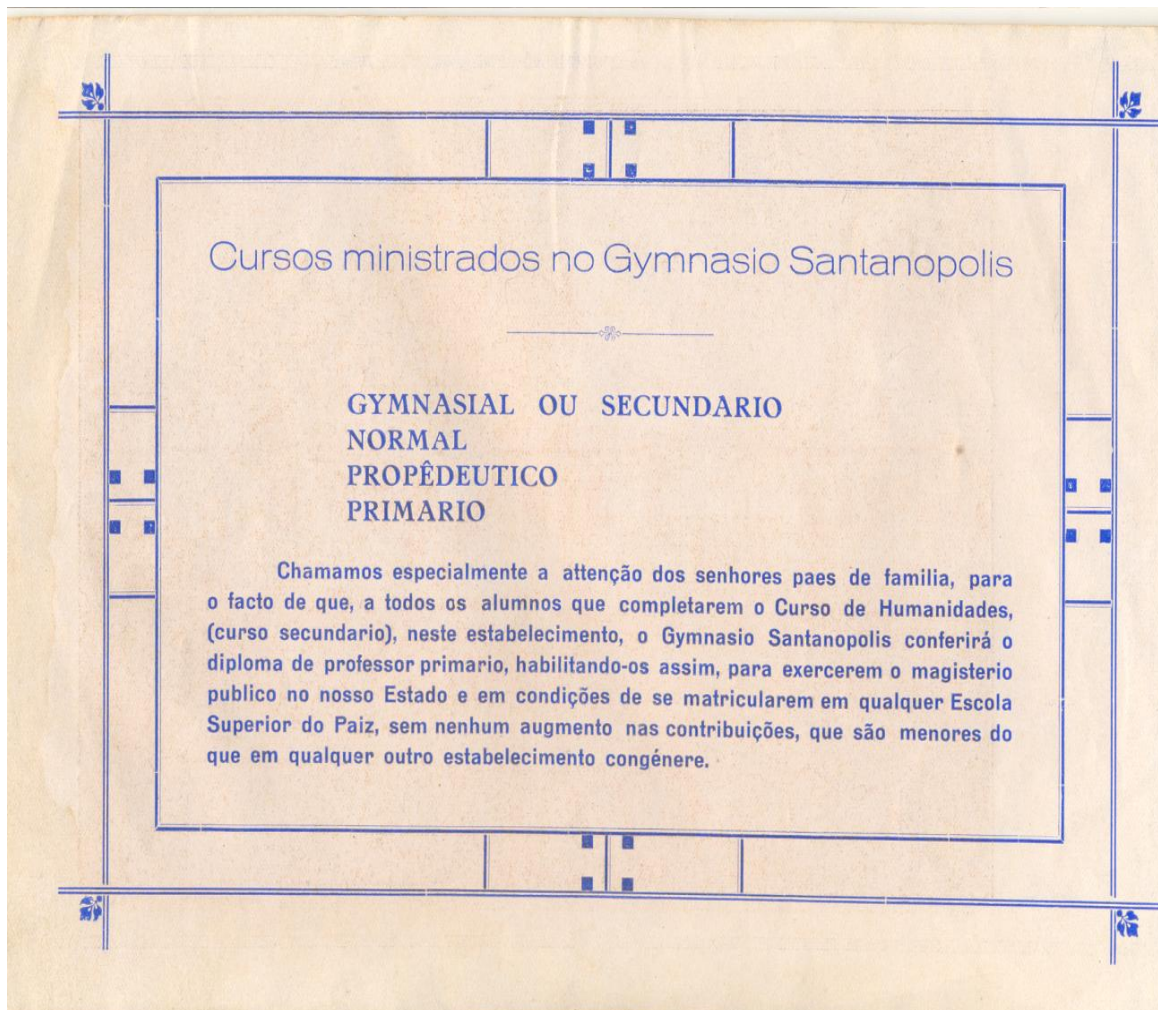 Cursos ministrados no Gymnasio Santanopolis
GYMNASIAL OU SECUNDARIO
NORMAL
PROPÊDEUTICO
PRIMARIO
Chamamos especialmente a attenção dos senhores paes de familia, para
o facto de que, a todos os alumnos que completarem o Curso de Humanidades,
(curso secundario), neste estabelecimento, o Gymnasio Santanopolis conferirá o
diploma de professor primario, habilitando-os assim, para exercerem o magisterio
publico no nosso Estado e em condições de se matricularem em qualquer Escola
Superior do Paiz, sem nenhum augmento nas contribuições, que são menores do
que em qualquer outro estabelecimento congénere.